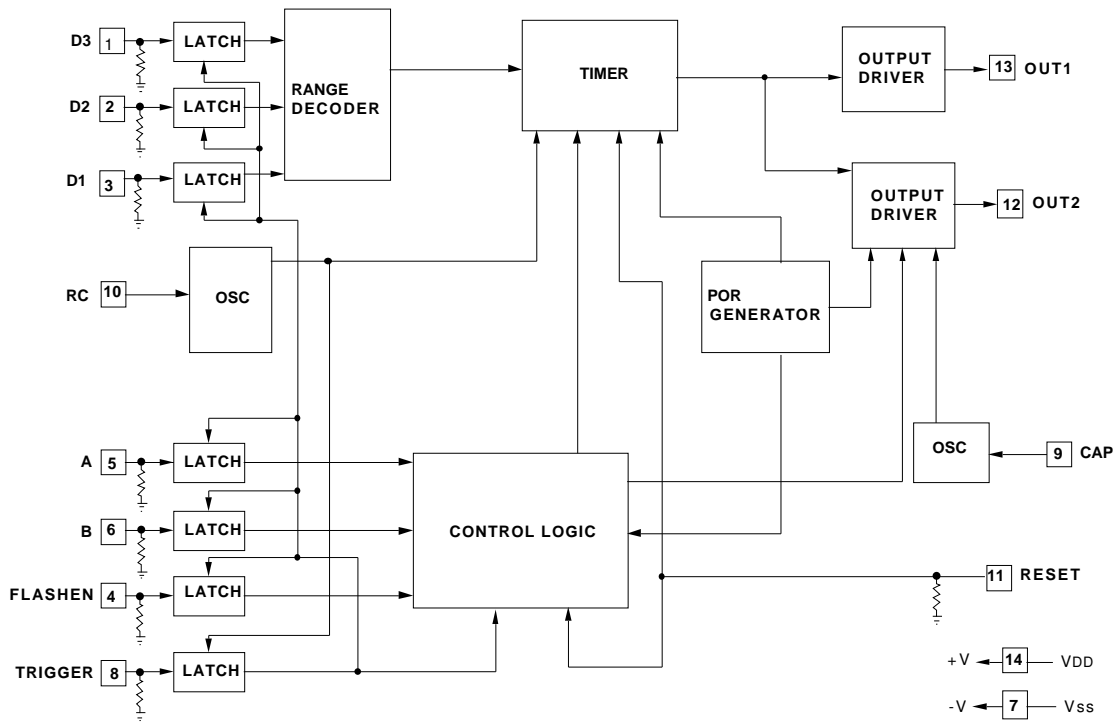 D3 1 LATCH
D2 2 LATCH
D1 3 LATCH
RANGE
DECODER
TIMER
OUTPUT
DRIVER
13 OUT1
OUTPUT
DRIVER
12 OUT2
RC 10 OSC
POR
GENERATOR
OSC
9 CAP
A 5 LATCH
B 6 LATCH
FLASHEN 4 LATCH
TRIGGER 8 LATCH
CONTROL LOGIC
11 RESET
+V 14 VDD
-V 7 Vss